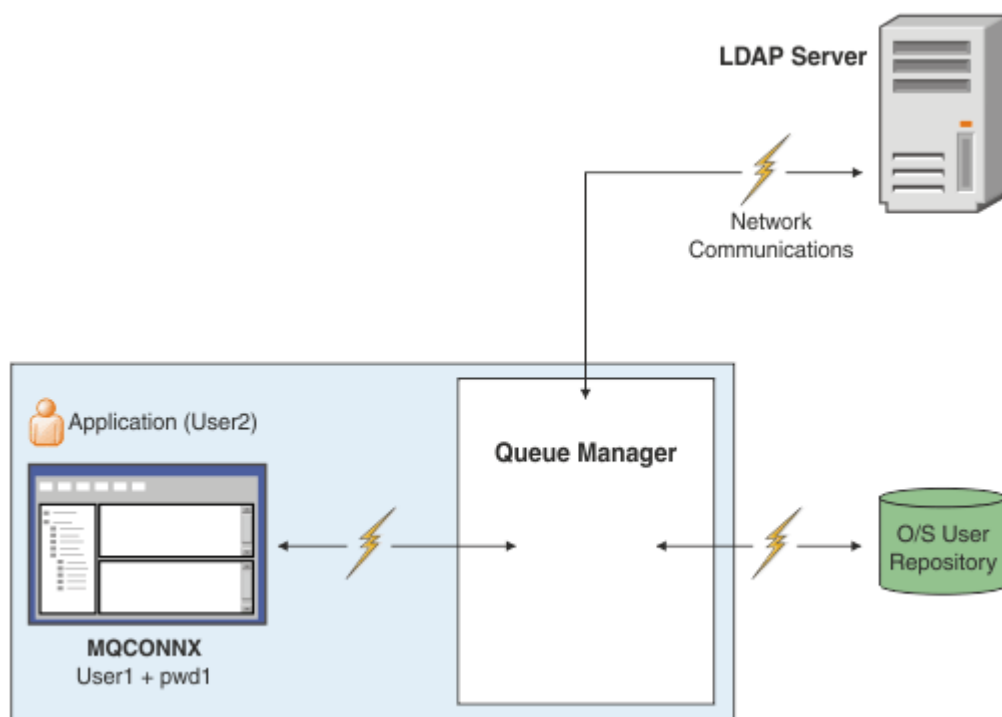 LDAP Server
Network
Communications
Application (User2)
Queue Manager
O/S User
Repository
MQCONNX
User1 + pwd1